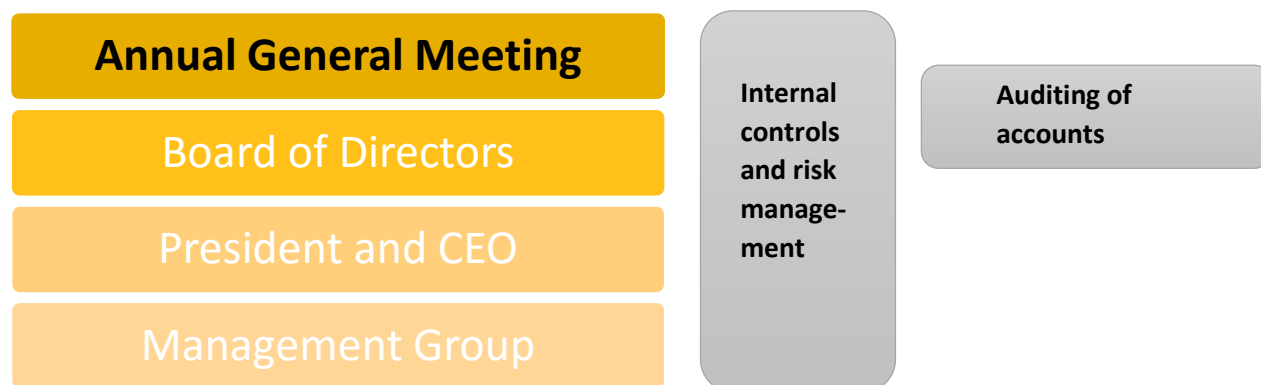 Annual General Meeting
Board of Directors
President and CEO
Management Group
Internal
controls
and risk
manage-
ment
Auditing of
accounts